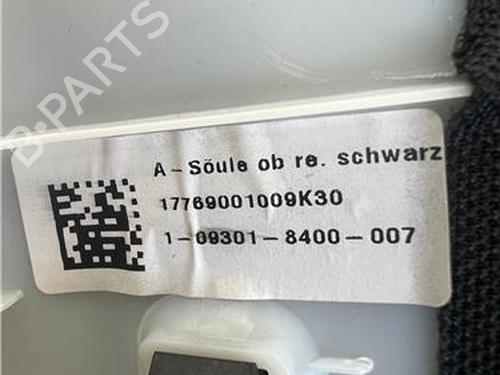 B-PARTS
A-Söule ob re. schwarz
17769001009K30
1-09301-8400-007